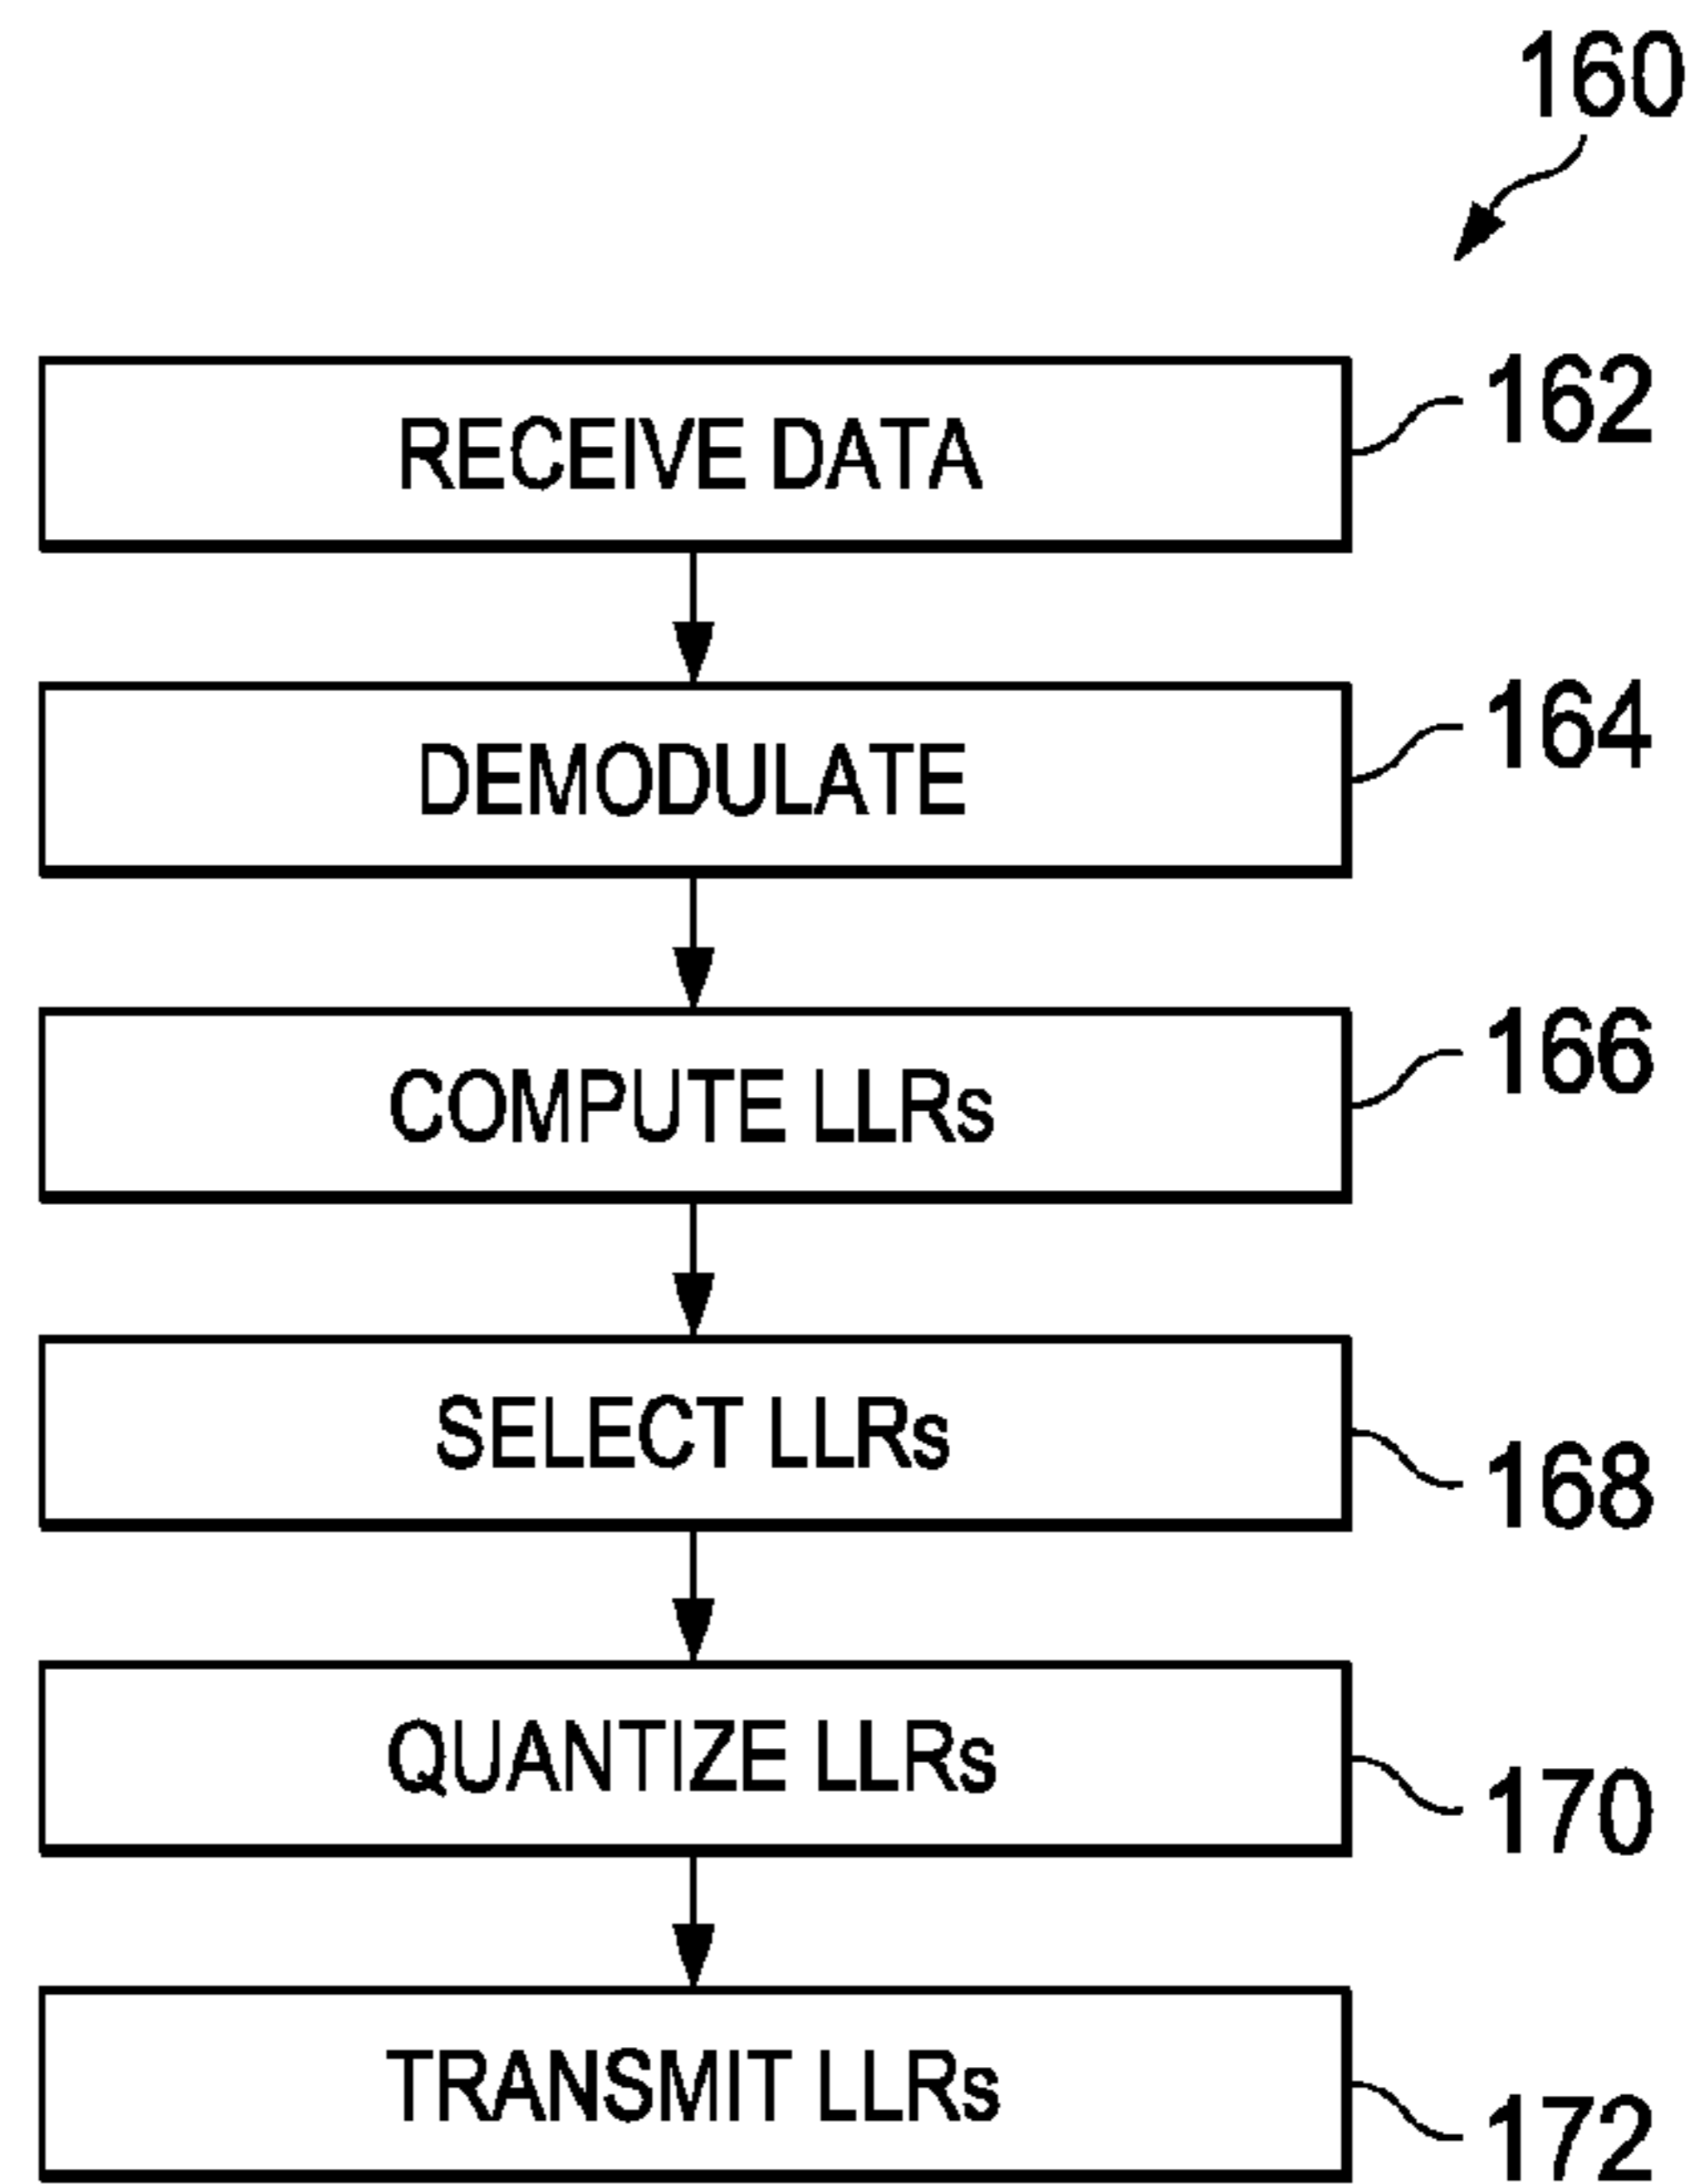 160
RECEIVE DATA 162
DEMODULATE 164
COMPUTE LLRs 166
SELECT LLRs 168
QUANTIZE LLRs 170
TRANSMIT LLRs 172